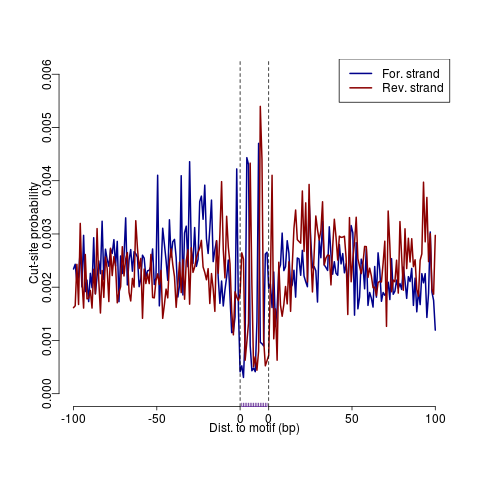 For. strand
Rev. strand
Cut-site probability
0.006
0.005
0.004
0.003
0.002
0.001
0.000
-100 -50 0 0 50 100
Dist. to motif (bp)